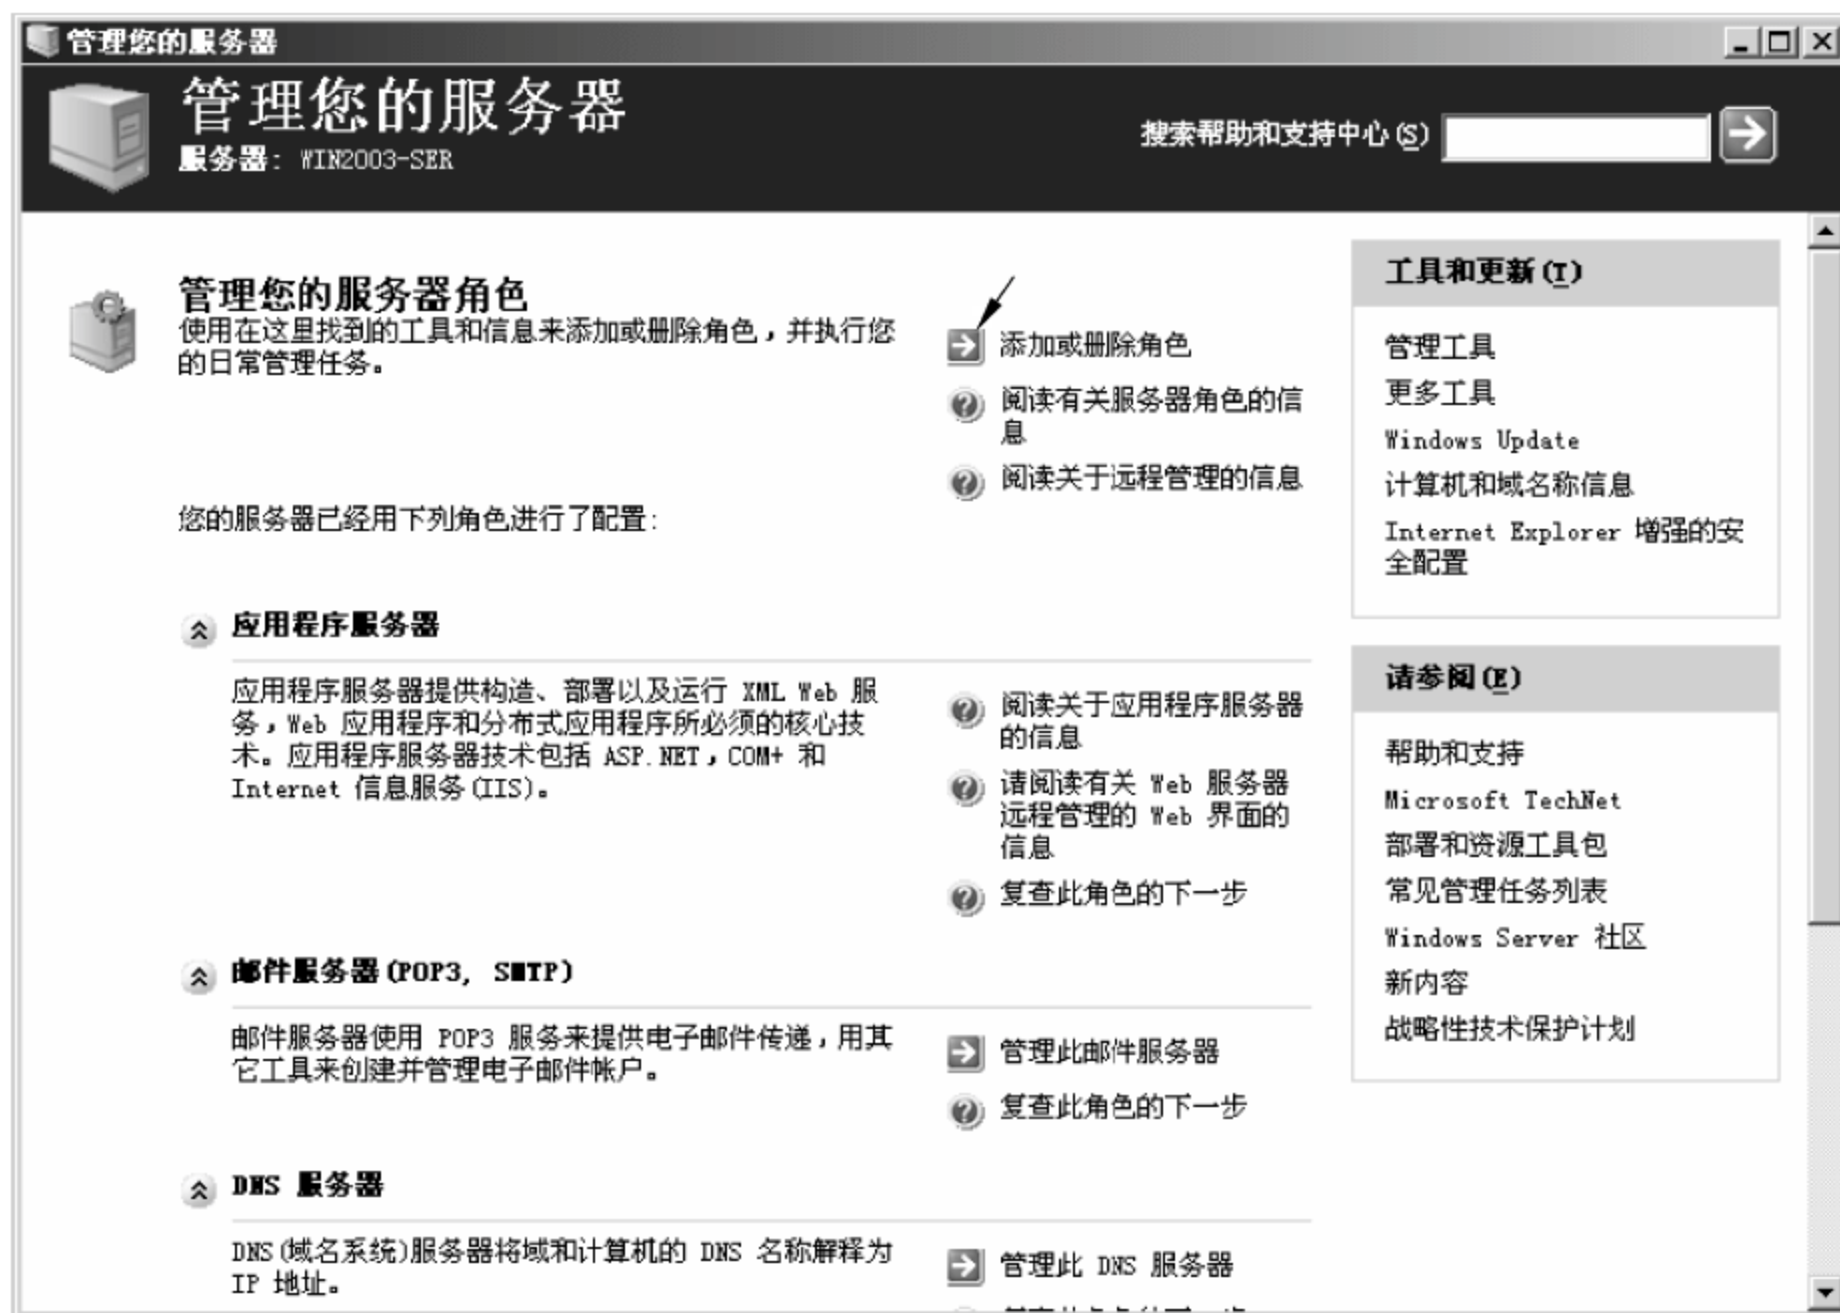 管理您的服务器
管理您的服务器
服务器: WIN2003-SER
搜索帮助和支持中心(S)
管理您的服务器角色
使用在这里找到的工具和信息来添加或删除角色，并执行您
的日常管理任务。
添加或删除角色
阅读有关服务器角色的信
息
阅读关于远程管理的信息
您的服务器已经用下列角色进行了配置:
应用程序服务器
应用程序服务器提供构造、部署以及运行 XML Web 服
务，Web 应用程序和分布式应用程序所必须的核心技
术。应用程序服务器技术包括 ASP.NET，COM+ 和
Internet 信息服务(IIS)。
阅读关于应用程序服务器
的信息
请阅读有关 Web 服务器
远程管理的 Web 界面的
信息
复查此角色的下一步
邮件服务器(POP3, SMTP)
邮件服务器使用 POP3 服务来提供电子邮件传递，用其
它工具来创建并管理电子邮件帐户。
管理此邮件服务器
复查此角色的下一步
DNS 服务器
DNS(域名系统)服务器将域和计算机的 DNS 名称解释为
IP 地址。
管理此 DNS 服务器
工具和更新(T)
管理工具
更多工具
Windows Update
计算机和域名称信息
Internet Explorer 增强的安
全配置
请参阅(E)
帮助和支持
Microsoft TechNet
部署和资源工具包
常见管理任务列表
Windows Server 社区
新内容
战略性技术保护计划